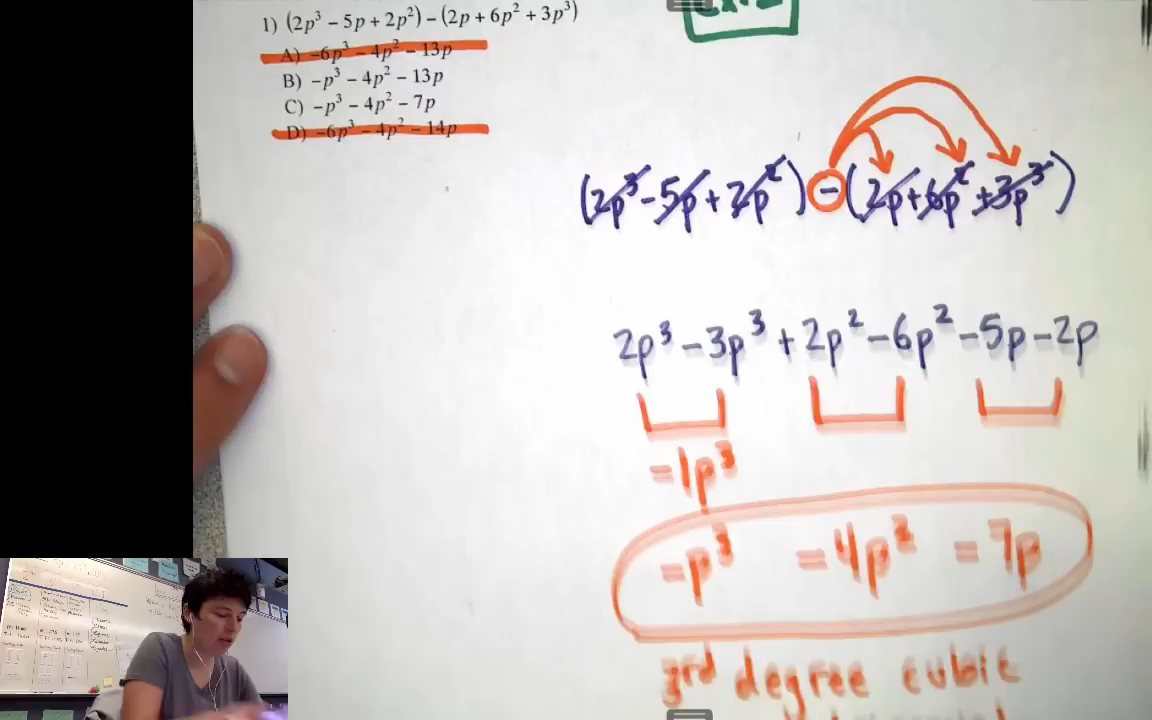 1) (2p³ − 5p + 2p²) − (2p + 6p² + 3p³)
A) −6p³ − 4p² − 13p
B) −p³ − 4p² − 13p
C) −p³ − 4p² − 7p
D) −6p³ − 4p² − 14p
(2p³ - 5p + 2p²) - (2p + 6p² + 3p³)
2p³ - 3p³ + 2p² - 6p² - 5p - 2p
-1p³
-p³ - 4p² - 7p
3rd degree cubic